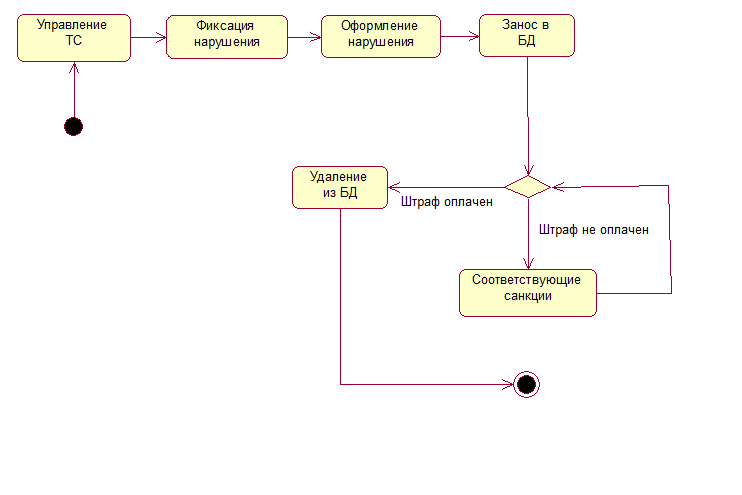 Управление
ТС
Фиксация
нарушения
Оформление
нарушения
Занос в
БД
Удаление
из БД
Штраф оплачен
Штраф не оплачен
Соответствующие
санкции